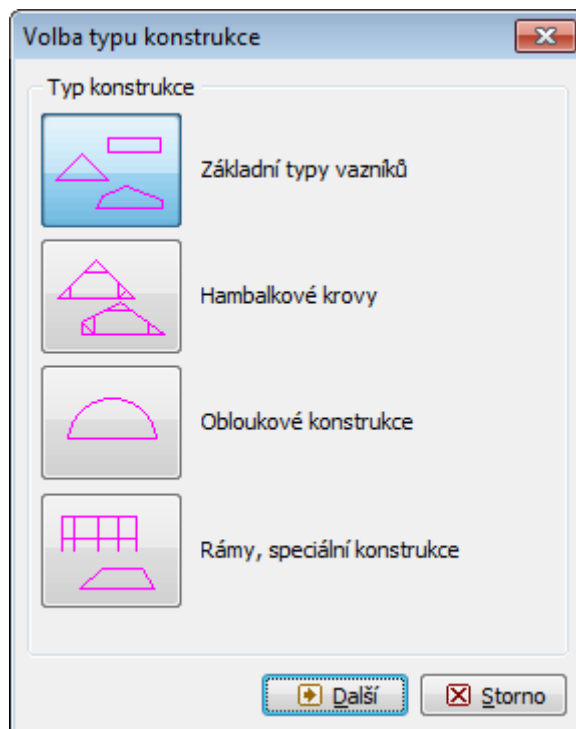 Volba typu konstrukce
Typ konstrukce
Základní typy vazníků
Hambalkové krovy
Obloukové konstrukce
Rámy, speciální konstrukce
Další
Storno